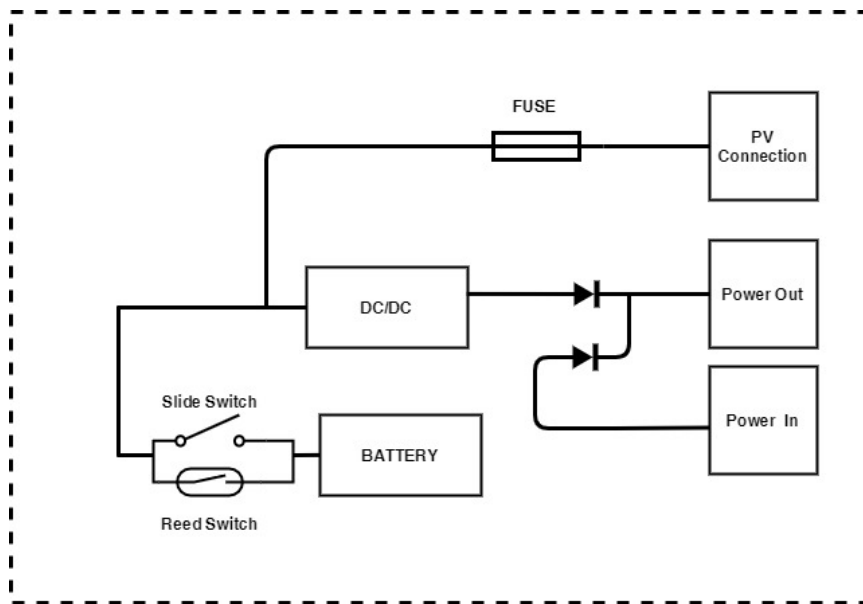 FUSE
PV
Connection
DC/DC
Power Out
Slide Switch
Power In
BATTERY
Reed Switch